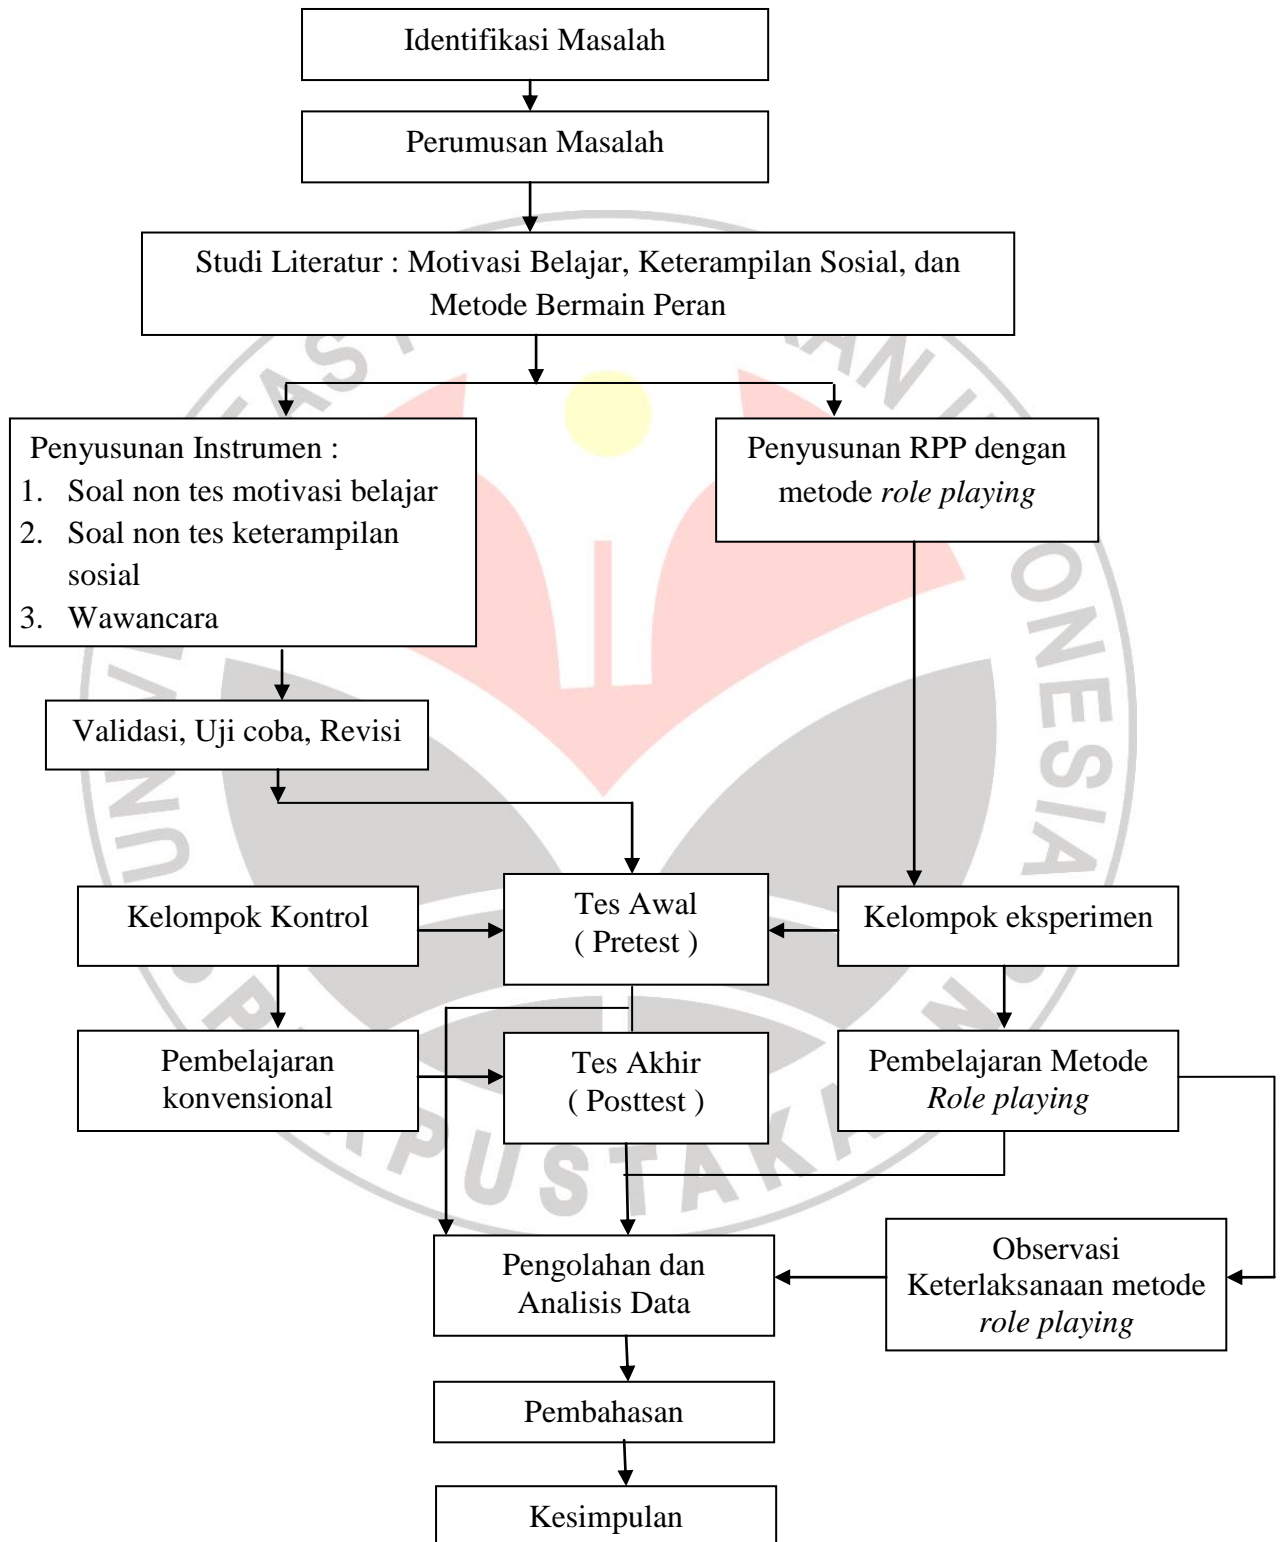 Identifikasi Masalah
Perumusan Masalah
Studi Literatur : Motivasi Belajar, Keterampilan Sosial, dan
Metode Bermain Peran
Penyusunan Instrumen :
1. Soal non tes motivasi belajar
2. Soal non tes keterampilan
sosial
3. Wawancara
Penyusunan RPP dengan
metode role playing
Validasi, Uji coba, Revisi
Kelompok Kontrol
Tes Awal
( Pretest )
Kelompok eksperimen
Pembelajaran
konvensional
Tes Akhir
( Posttest )
Pembelajaran Metode
Role playing
Pengolahan dan
Analisis Data
Observasi
Keterlaksanaan metode
role playing
Pembahasan
Kesimpulan